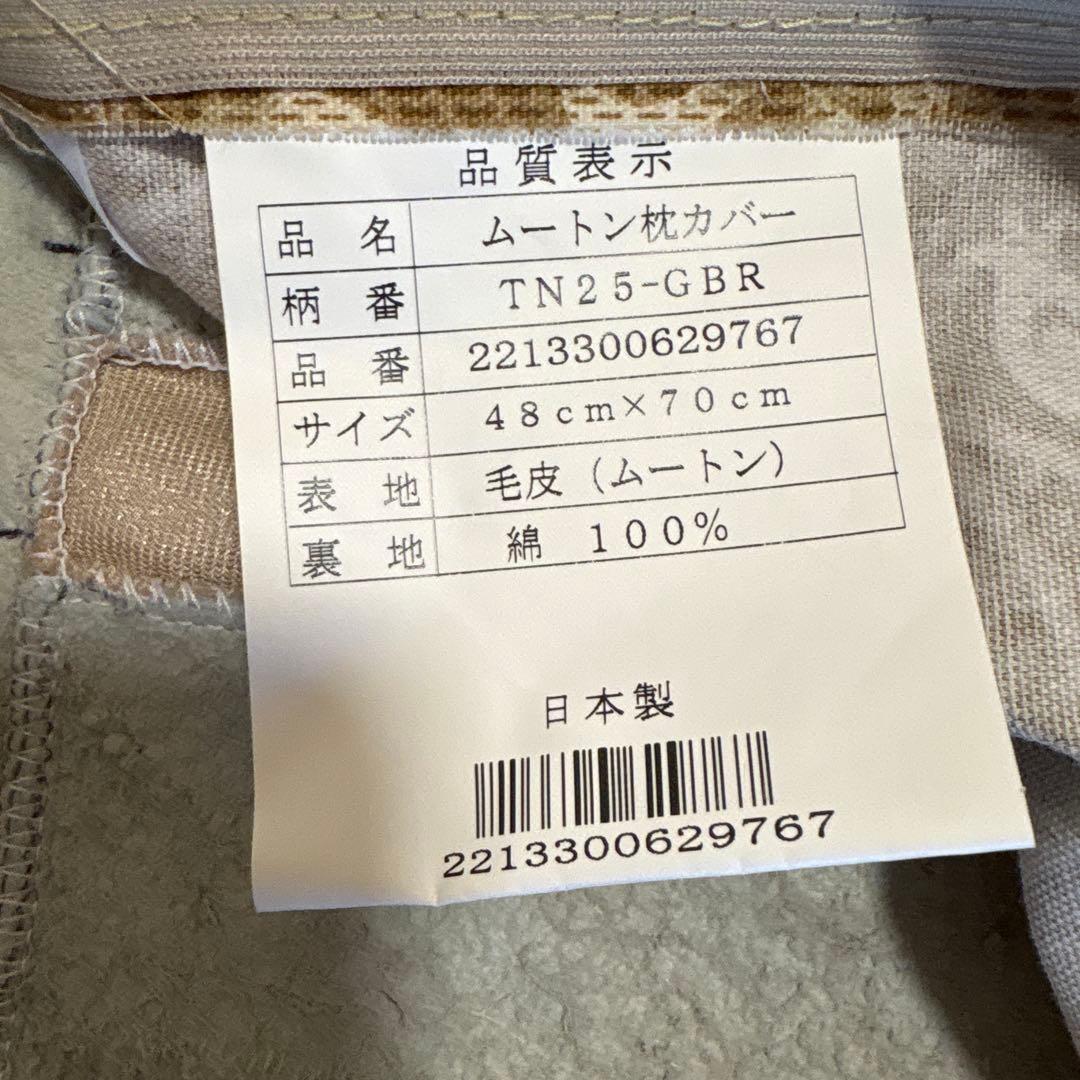 品質表示
品　名　ムートン枕カバー
柄　番　TN25-GBR
品　番　2213300629767
サイズ　48cm×70cm
表　地　毛皮（ムートン）
裏　地　綿　100%
日本製
2213300629767